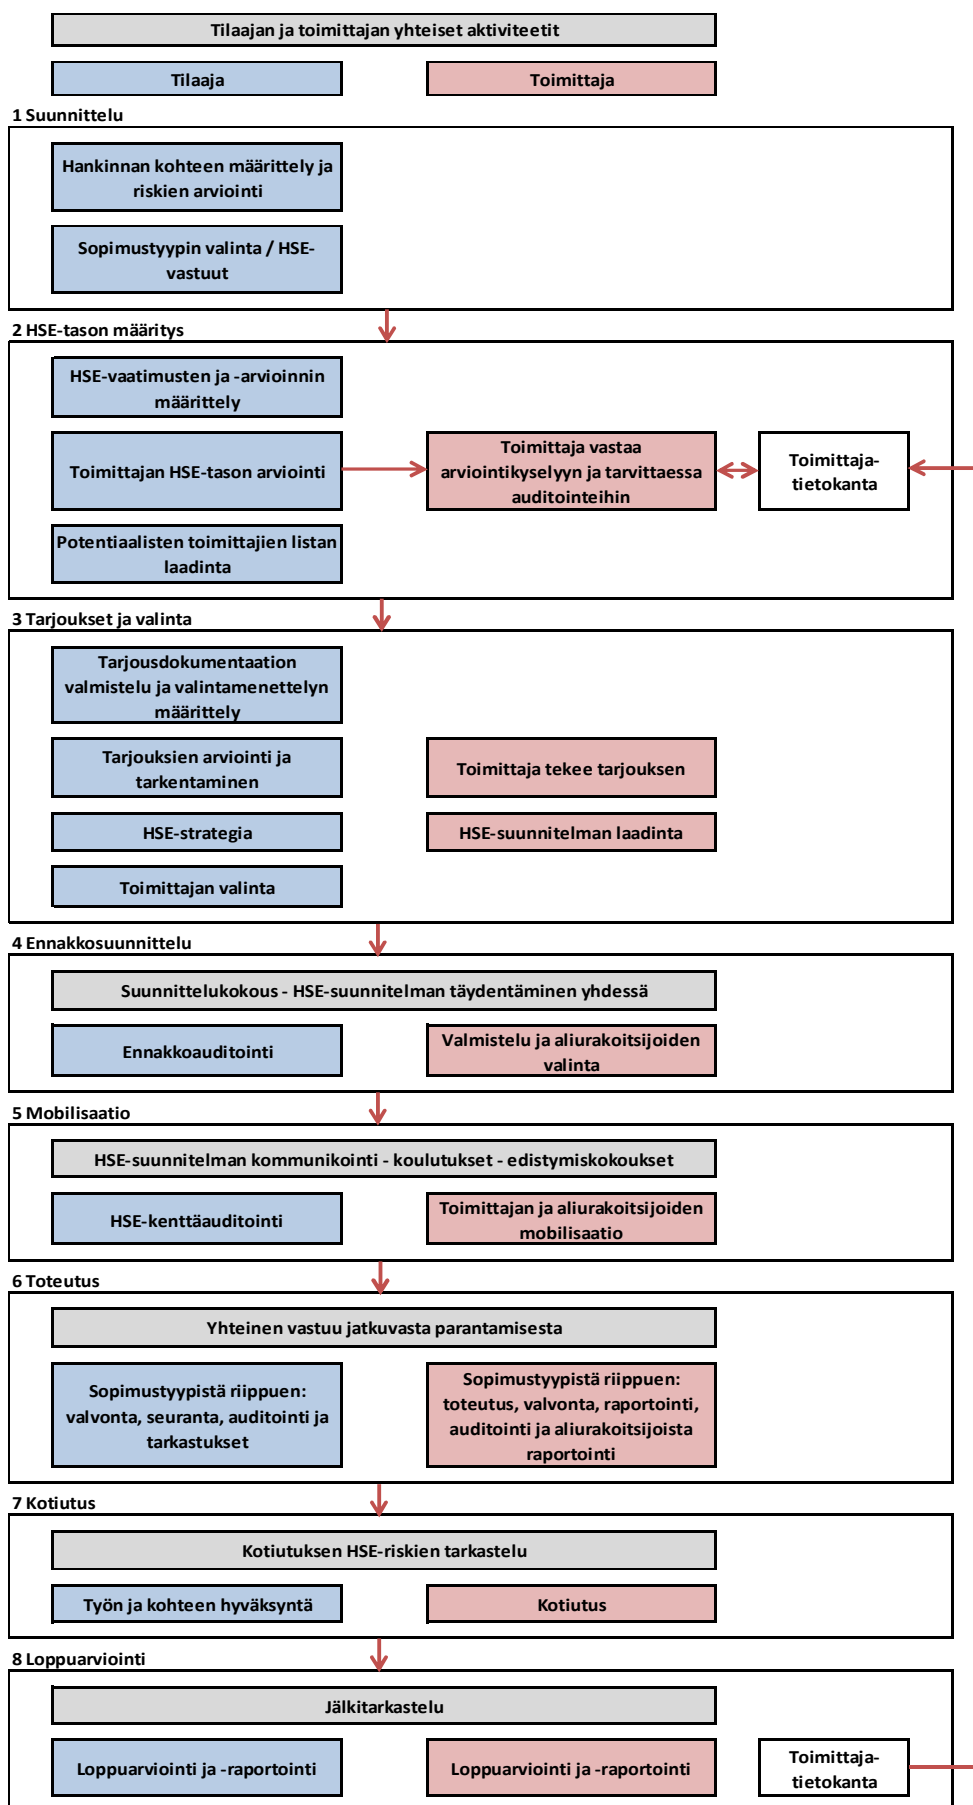 Tilaajan ja toimittajan yhteiset aktiviteetit
Tilaaja
Toimittaja
1 Suunnittelu
Hankinnan kohteen määrittely ja
riskien arviointi
Sopimustyypin valinta / HSE-
vastuut
2 HSE-tason määritys
HSE-vaatimusten ja -arvioinnin
määrittely
Toimittajan HSE-tason arviointi
Toimittaja vastaa
arviointikyselyyn ja tarvittaessa
auditointeihin
Toimittaja-
tietokanta
Potentiaalisten toimittajien listan
laadinta
3 Tarjoukset ja valinta
Tarjousdokumentaation
valmistelu ja valintamenettelyn
määrittely
Tarjouksien arviointi ja
tarkentaminen
Toimittaja tekee tarjouksen
HSE-strategia
HSE-suunnitelman laadinta
Toimittajan valinta
4 Ennakkosuunnittelu
Suunnittelukokous - HSE-suunnitelman täydentäminen yhdessä
Ennakkoauditointi
Valmistelu ja aliurakoitsijoiden
valinta
5 Mobilisaatio
HSE-suunnitelman kommunikointi - koulutukset - edistymiskokoukset
HSE-kenttäauditointi
Toimittajan ja aliurakoitsijoiden
mobilisaatio
6 Toteutus
Yhteinen vastuu jatkuvasta parantamisesta
Sopimustyypistä riippuen:
valvonta, seuranta, auditointi ja
tarkastukset
Sopimustyypistä riippuen:
toteutus, valvonta, raportointi,
auditointi ja aliurakoitsijoista
raportointi
7 Kotiutus
Kotiutuksen HSE-riskien tarkastelu
Työn ja kohteen hyväksyntä
Kotiutus
8 Loppuarviointi
Jälkitarkastelu
Loppuarviointi ja -raportointi
Loppuarviointi ja -raportointi
Toimittaja-
tietokanta